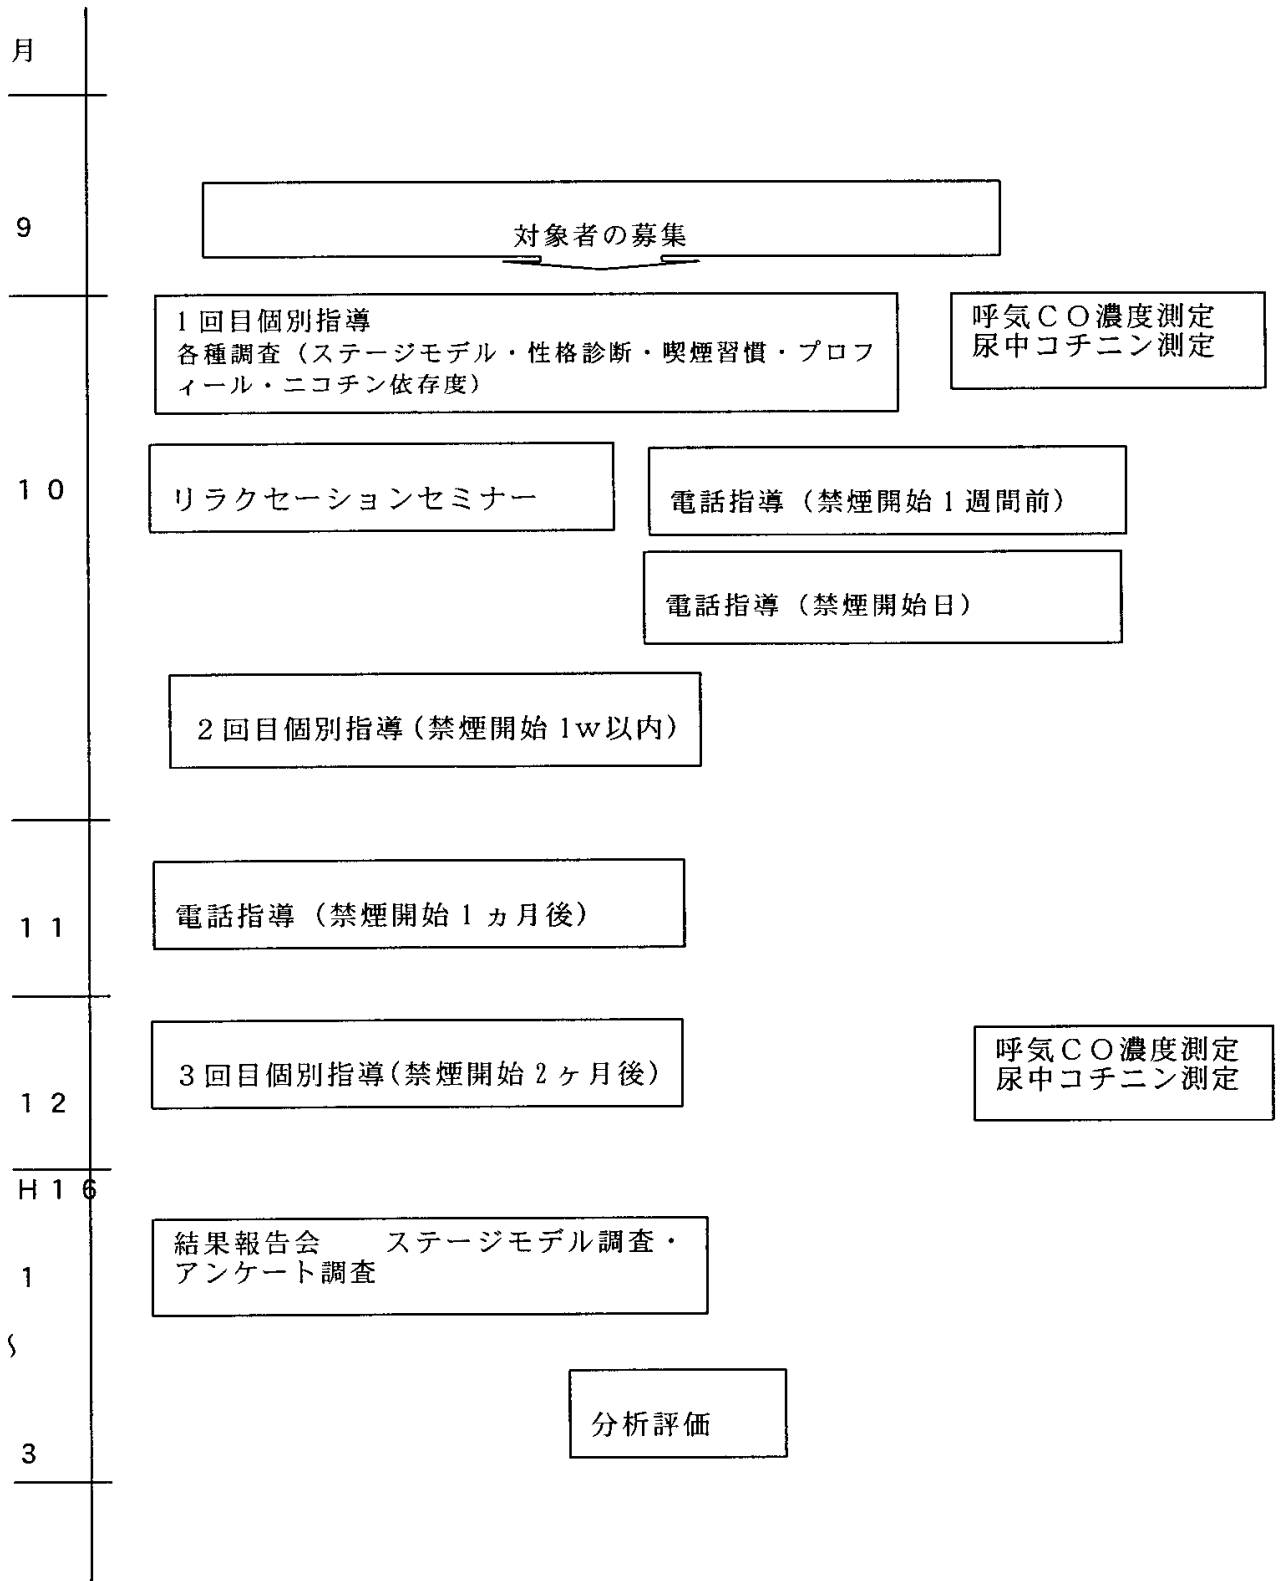 月
9
対象者の募集
1回目個別指導
各種調査（ステージモデル・性格診断・喫煙習慣・プロフ
ィール・ニコチン依存度）
呼気ＣＯ濃度測定
尿中コチニン測定
10
リラクセーションセミナー
電話指導（禁煙開始1週間前）
電話指導（禁煙開始日）
2回目個別指導(禁煙開始1w以内)
11
電話指導（禁煙開始1ヵ月後）
12
3回目個別指導(禁煙開始2ヶ月後)
呼気ＣＯ濃度測定
尿中コチニン測定
H16
1
結果報告会　　ステージモデル調査・
アンケート調査
〜
分析評価
3